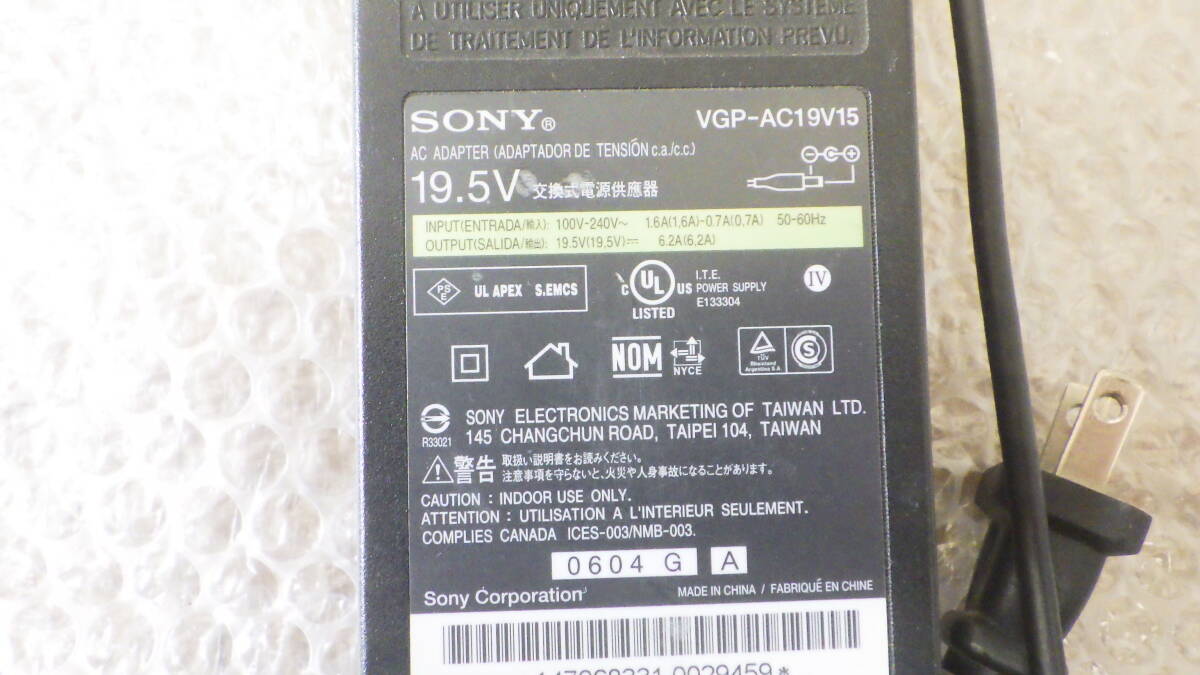 A UTILISER UNIQUEMENT AVEC LE SYSTEME
DE TRAITEMENT DE L'INFORMATION PREVU.
SONY® VGP-AC19V15
AC ADAPTER (ADAPTADOR DE TENSIÓN c.a./c.c.)
19.5V 交換式電源供應器
INPUT(ENTRADA/輸入): 100V-240V~ 1.6A(1,6A)-0.7A(0,7A) 50-60Hz
OUTPUT(SALIDA/輸出): 19.5V(19,5V)⎓ 6.2A(6,2A)
PS E UL APEX S.EMCS
c UL US LISTED
I.T.E.
POWER SUPPLY
E133304
IV
NOM NYCE
TÜV
Rheinland
Argentina S.A.
S
R33021
SONY ELECTRONICS MARKETING OF TAIWAN LTD.
145 CHANGCHUN ROAD, TAIPEI 104, TAIWAN
警告 取扱い説明書をお読みください。
注意事項を守らないと、火災や人身事故になることがあります。
CAUTION : INDOOR USE ONLY.
ATTENTION : UTILISATION A L'INTERIEUR SEULEMENT.
COMPLIES CANADA ICES-003/NMB-003.
0604 G A
Sony Corporation MADE IN CHINA / FABRIQUÉ EN CHINE
0029459*